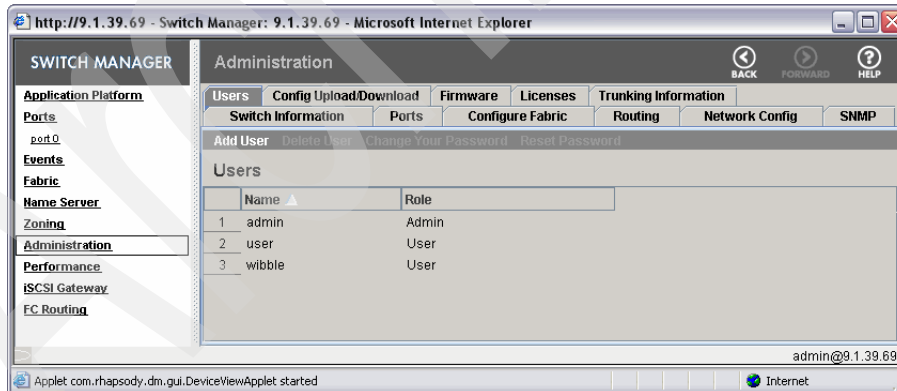 http://9.1.39.69 - Switch Manager: 9.1.39.69 - Microsoft Internet Explorer
SWITCH MANAGER
Administration
BACK
FORWARD
HELP
Application Platform
Ports
port 0
Events
Fabric
Name Server
Zoning
Administration
Performance
iSCSI Gateway
FC Routing
Users Config Upload/Download Firmware Licenses Trunking Information
Switch Information Ports Configure Fabric Routing Network Config SNMP
Add User Delete User Change Your Password Reset Password
Users
Name Role
1 admin Admin
2 user User
3 wibble User
admin@9.1.39.69
Applet com.rhapsody.dm.gui.DeviceViewApplet started
Internet